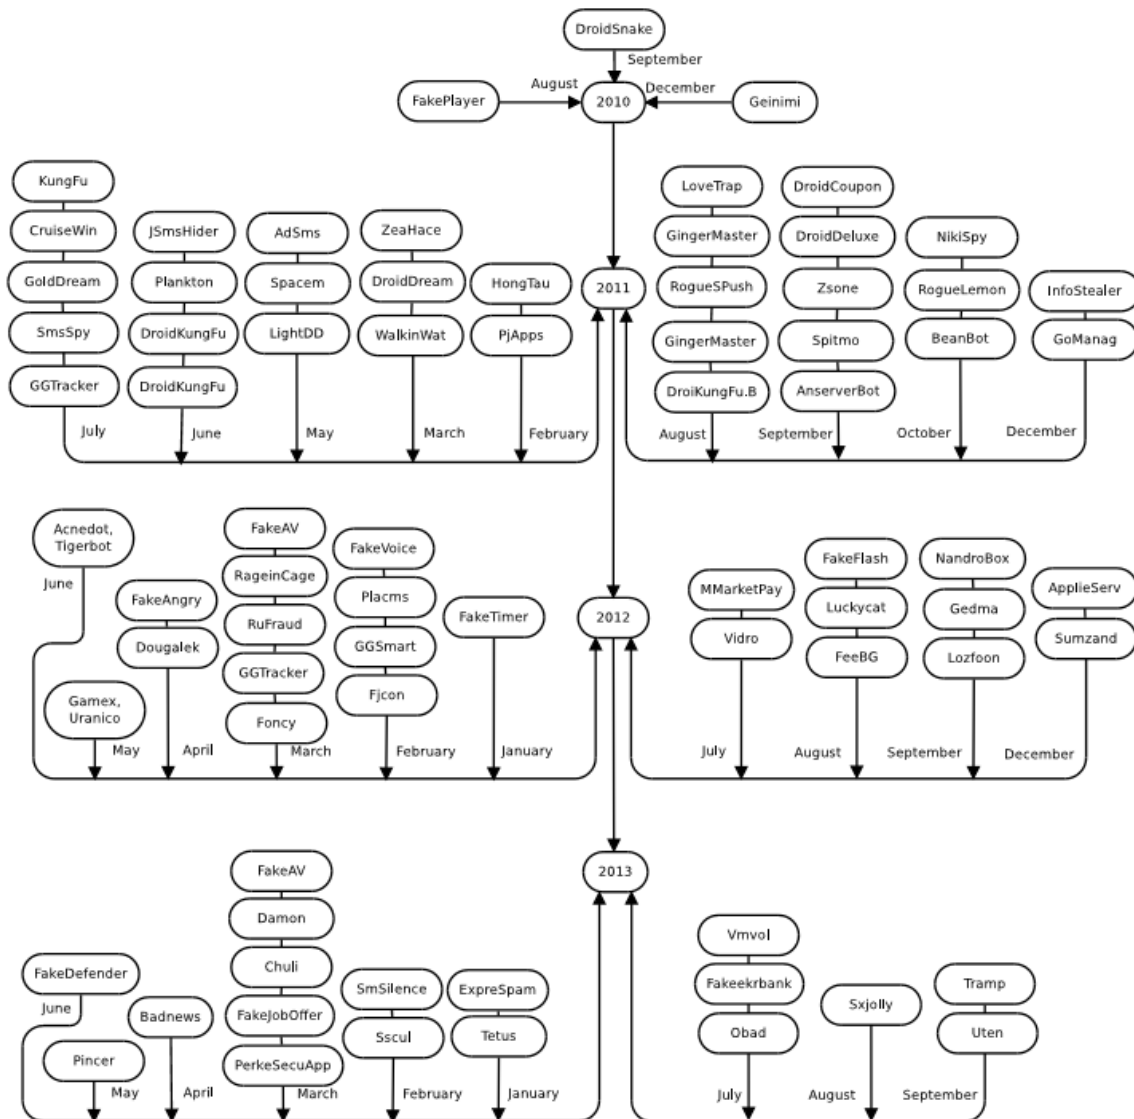 DroidSnake
September
August
December
FakePlayer
2010
Geinimi
KungFu
CruiseWin
GoldDream
SmsSpy
GGTracker
July
JSmsHider
Plankton
DroidKungFu
DroidKungFu
June
AdSms
Spacem
LightDD
May
ZeaHace
DroidDream
WalkinWat
March
HongTau
PjApps
February
2011
LoveTrap
GingerMaster
RogueSPush
GingerMaster
DroiKungFu.B
August
DroidCoupon
DroidDeluxe
Zsone
Spitmo
AnserverBot
September
NikiSpy
RogueLemon
BeanBot
October
InfoStealer
GoManag
December
Acnedot,
Tigerbot
June
Gamex,
Uranico
May
FakeAngry
Dougalek
April
FakeAV
RageinCage
RuFraud
GGTracker
Foncy
March
FakeVoice
Placms
GGSmart
Fjcon
February
FakeTimer
January
2012
MMarketPay
Vidro
July
FakeFlash
Luckycat
FeeBG
August
NandroBox
Gedma
Lozfoon
September
ApplieServ
Sumzand
December
FakeDefender
June
Pincer
May
Badnews
April
FakeAV
Damon
Chuli
FakeJobOffer
PerkeSecuApp
March
SmSilence
Sscul
February
ExpreSpam
Tetus
January
2013
Vmvol
Fakeekrbank
Obad
July
Sxjolly
August
Tramp
Uten
September